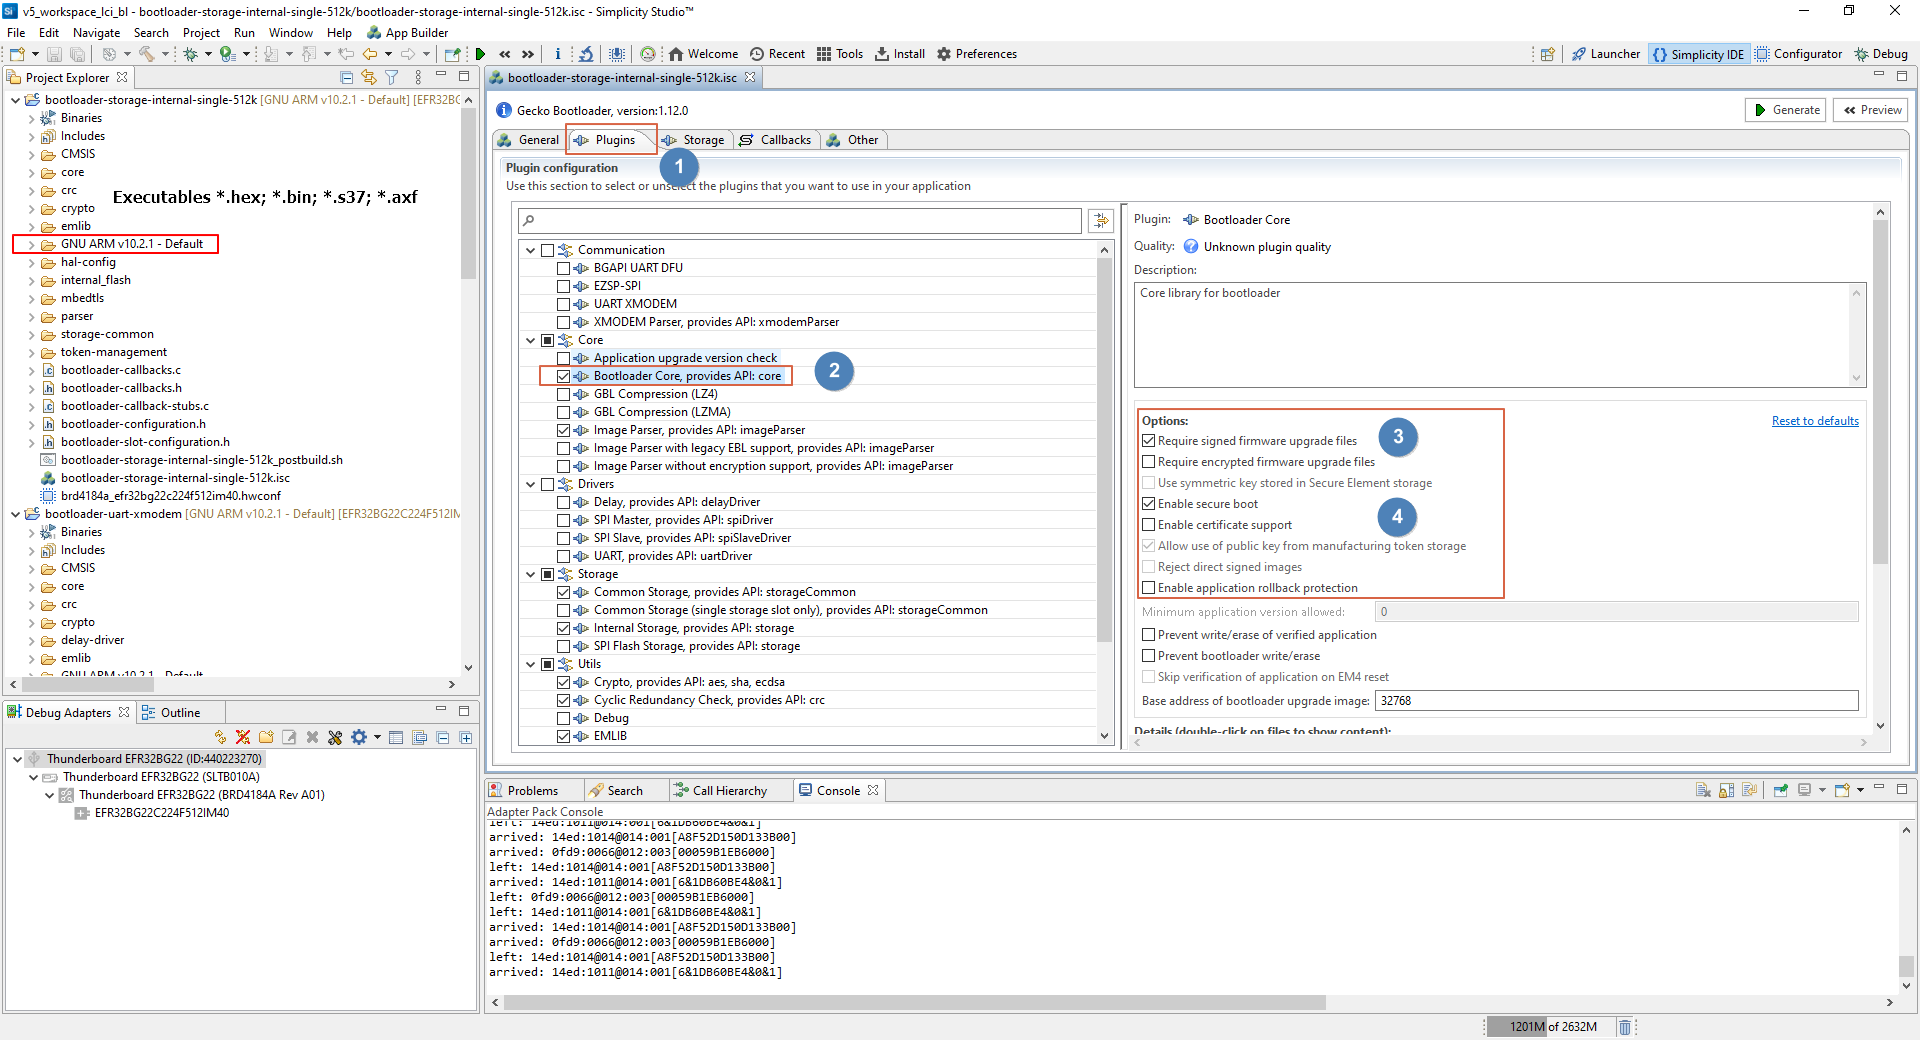 v5_workspace_lci_bl - bootloader-storage-internal-single-512k/bootloader-storage-internal-single-512k.isc - Simplicity Studio™
File Edit Navigate Search Project Run Window Help App Builder
Welcome Recent Tools Install Preferences Launcher Simplicity IDE Configurator Debug
Project Explorer
bootloader-storage-internal-single-512k [GNU ARM v10.2.1 - Default] [EFR32BG
Binaries
Includes
CMSIS
core
crc
crypto
Executables *.hex; *.bin; *.s37; *.axf
emlib
GNU ARM v10.2.1 - Default
hal-config
internal_flash
mbedtls
parser
storage-common
token-management
bootloader-callbacks.c
bootloader-callbacks.h
bootloader-callback-stubs.c
bootloader-configuration.h
bootloader-slot-configuration.h
bootloader-storage-internal-single-512k_postbuild.sh
bootloader-storage-internal-single-512k.isc
brd4184a_efr32bg22c224f512im40.hwconf
bootloader-uart-xmodem [GNU ARM v10.2.1 - Default] [EFR32BG22C224F512IM
Binaries
Includes
CMSIS
core
crc
crypto
delay-driver
emlib
GNU ARM v10.2.1 - Default
Debug Adapters Outline
Thunderboard EFR32BG22 (ID:440223270)
Thunderboard EFR32BG22 (SLTB010A)
Thunderboard EFR32BG22 (BRD4184A Rev A01)
EFR32BG22C224F512IM40
bootloader-storage-internal-single-512k.isc
Gecko Bootloader, version:1.12.0
Generate Preview
General Plugins Storage Callbacks Other
1
Plugin configuration
Use this section to select or unselect the plugins that you want to use in your application
Communication
BGAPI UART DFU
EZSP-SPI
UART XMODEM
XMODEM Parser, provides API: xmodemParser
Core
Application upgrade version check
Bootloader Core, provides API: core
2
GBL Compression (LZ4)
GBL Compression (LZMA)
Image Parser, provides API: imageParser
Image Parser with legacy EBL support, provides API: imageParser
Image Parser without encryption support, provides API: imageParser
Drivers
Delay, provides API: delayDriver
SPI Master, provides API: spiDriver
SPI Slave, provides API: spiSlaveDriver
UART, provides API: uartDriver
Storage
Common Storage, provides API: storageCommon
Common Storage (single storage slot only), provides API: storageCommon
Internal Storage, provides API: storage
SPI Flash Storage, provides API: storage
Utils
Crypto, provides API: aes, sha, ecdsa
Cyclic Redundancy Check, provides API: crc
Debug
EMLIB
Plugin: Bootloader Core
Quality: Unknown plugin quality
Description:
Core library for bootloader
Options: Reset to defaults
Require signed firmware upgrade files
3
Require encrypted firmware upgrade files
Use symmetric key stored in Secure Element storage
Enable secure boot
4
Enable certificate support
Allow use of public key from manufacturing token storage
Reject direct signed images
Enable application rollback protection
Minimum application version allowed: 0
Prevent write/erase of verified application
Prevent bootloader write/erase
Skip verification of application on EM4 reset
Base address of bootloader upgrade image: 32768
Details (double-click on files to show content):
Problems Search Call Hierarchy Console
Adapter Pack Console
left: 14ed:1011@014:001[6&1DB60BE4&0&1]
arrived: 14ed:1014@014:001[A8F52D150D133B00]
arrived: 0fd9:0066@012:003[00059B1EB6000]
left: 14ed:1014@014:001[A8F52D150D133B00]
arrived: 14ed:1011@014:001[6&1DB60BE4&0&1]
left: 0fd9:0066@012:003[00059B1EB6000]
left: 14ed:1011@014:001[6&1DB60BE4&0&1]
arrived: 14ed:1014@014:001[A8F52D150D133B00]
arrived: 0fd9:0066@012:003[00059B1EB6000]
left: 14ed:1014@014:001[A8F52D150D133B00]
arrived: 14ed:1011@014:001[6&1DB60BE4&0&1]
1201M of 2632M